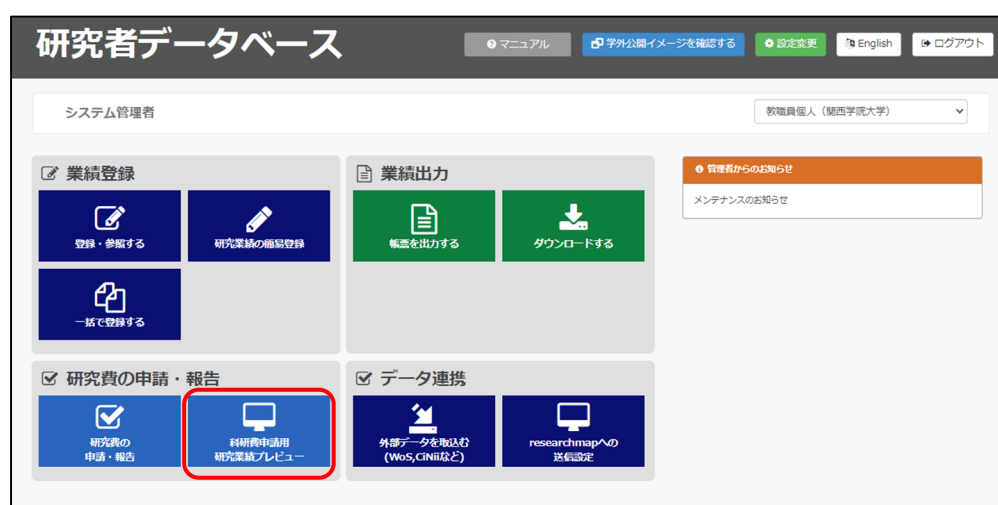 研究者データベース
マニュアル
学外公開イメージを確認する
設定変更
English
ログアウト
システム管理者
教職員個人（関西学院大学）
業績登録
登録・参照する
研究業績の簡易登録
一括で登録する
業績出力
帳票を出力する
ダウンロードする
管理者からのお知らせ
メンテナンスのお知らせ
研究費の申請・報告
研究費の
申請・報告
科研費申請用
研究業績プレビュー
データ連携
外部データを取込む
(WoS,CiNiiなど)
researchmapへの
送信設定